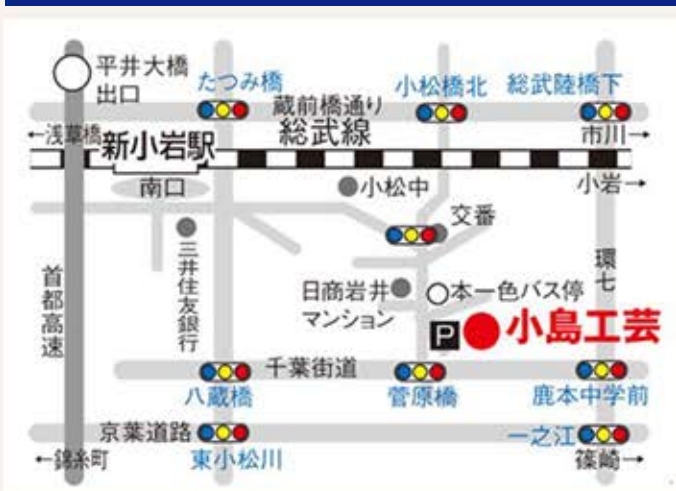 平井大橋
出口
たつみ橋
小松橋北
総武陸橋下
蔵前橋通り
←浅草橋
新小岩駅
総武線
市川→
南口
小松中
小岩→
交番
三井住友銀行
首都高速
環七
日商岩井
マンション
本一色バス停
P
小島工芸
千葉街道
八蔵橋
菅原橋
鹿本中学前
京葉道路
一之江
←錦糸町
東小松川
篠崎→